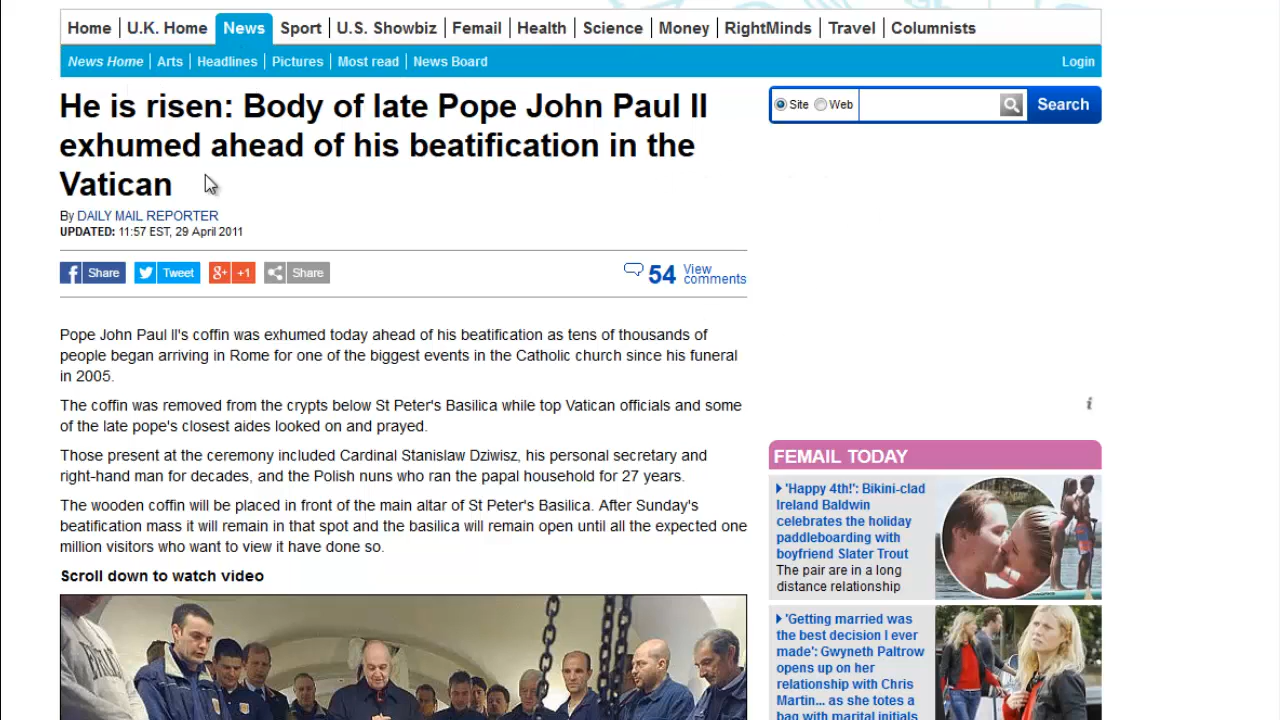 Home U.K. Home News Sport U.S. Showbiz Femail Health Science Money RightMinds Travel Columnists
News Home Arts Headlines Pictures Most read News Board Login
He is risen: Body of late Pope John Paul II
exhumed ahead of his beatification in the
Vatican
Site Web Search
By DAILY MAIL REPORTER
UPDATED: 11:57 EST, 29 April 2011
Share Tweet +1 Share
54 View
comments
Pope John Paul II's coffin was exhumed today ahead of his beatification as tens of thousands of
people began arriving in Rome for one of the biggest events in the Catholic church since his funeral
in 2005.
The coffin was removed from the crypts below St Peter's Basilica while top Vatican officials and some
of the late pope's closest aides looked on and prayed.
Those present at the ceremony included Cardinal Stanislaw Dziwisz, his personal secretary and
right-hand man for decades, and the Polish nuns who ran the papal household for 27 years.
The wooden coffin will be placed in front of the main altar of St Peter's Basilica. After Sunday's
beatification mass it will remain in that spot and the basilica will remain open until all the expected one
million visitors who want to view it have done so.
Scroll down to watch video
FEMAIL TODAY
'Happy 4th!': Bikini-clad
Ireland Baldwin
celebrates the holiday
paddleboarding with
boyfriend Slater Trout
The pair are in a long
distance relationship
'Getting married was
the best decision I ever
made': Gwyneth Paltrow
opens up on her
relationship with Chris
Martin... as she totes a
bag with marital initials